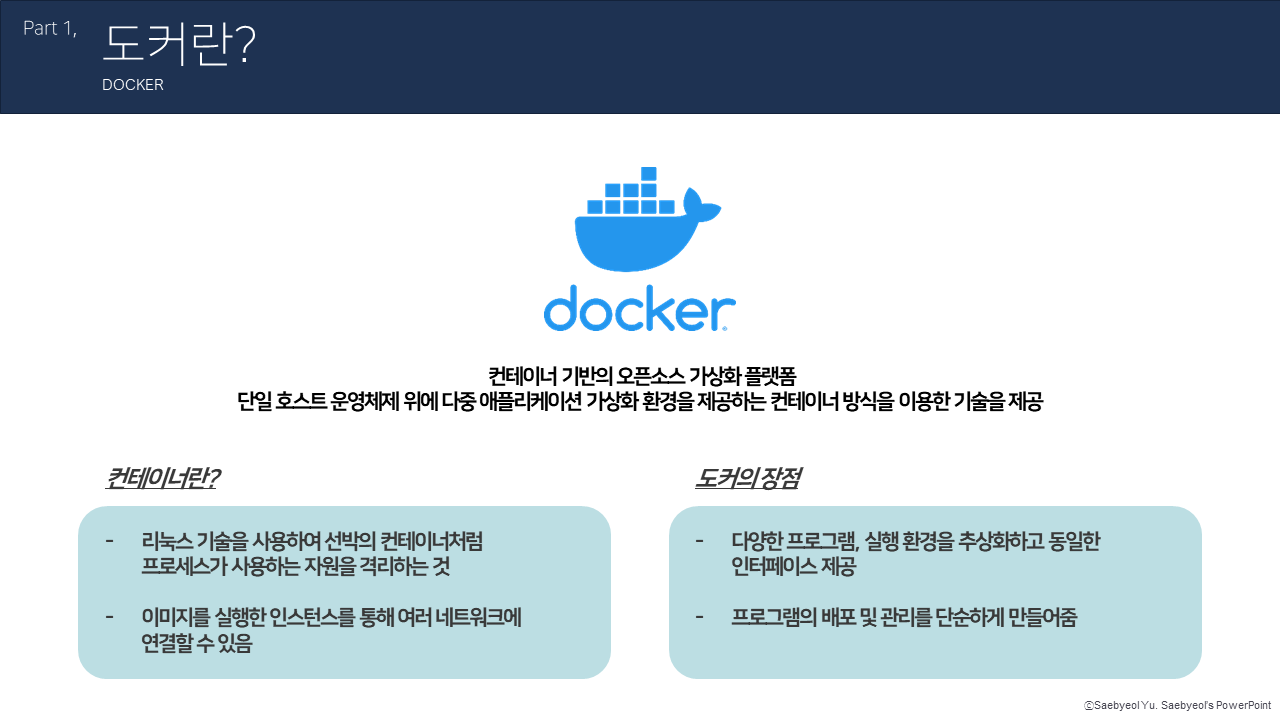 Part 1,
도커란?
DOCKER
docker
컨테이너 기반의 오픈소스 가상화 플랫폼
단일 호스트 운영체제 위에 다중 애플리케이션 가상화 환경을 제공하는 컨테이너 방식을 이용한 기술을 제공
컨테이너란?
- 리눅스 기술을 사용하여 선박의 컨테이너처럼
프로세스가 사용하는 자원을 격리하는 것
- 이미지를 실행한 인스턴스를 통해 여러 네트워크에
연결할 수 있음
도커의 장점
- 다양한 프로그램, 실행 환경을 추상화하고 동일한
인터페이스 제공
- 프로그램의 배포 및 관리를 단순하게 만들어줌
ⓒSaebyeol Yu. Saebyeol's PowerPoint